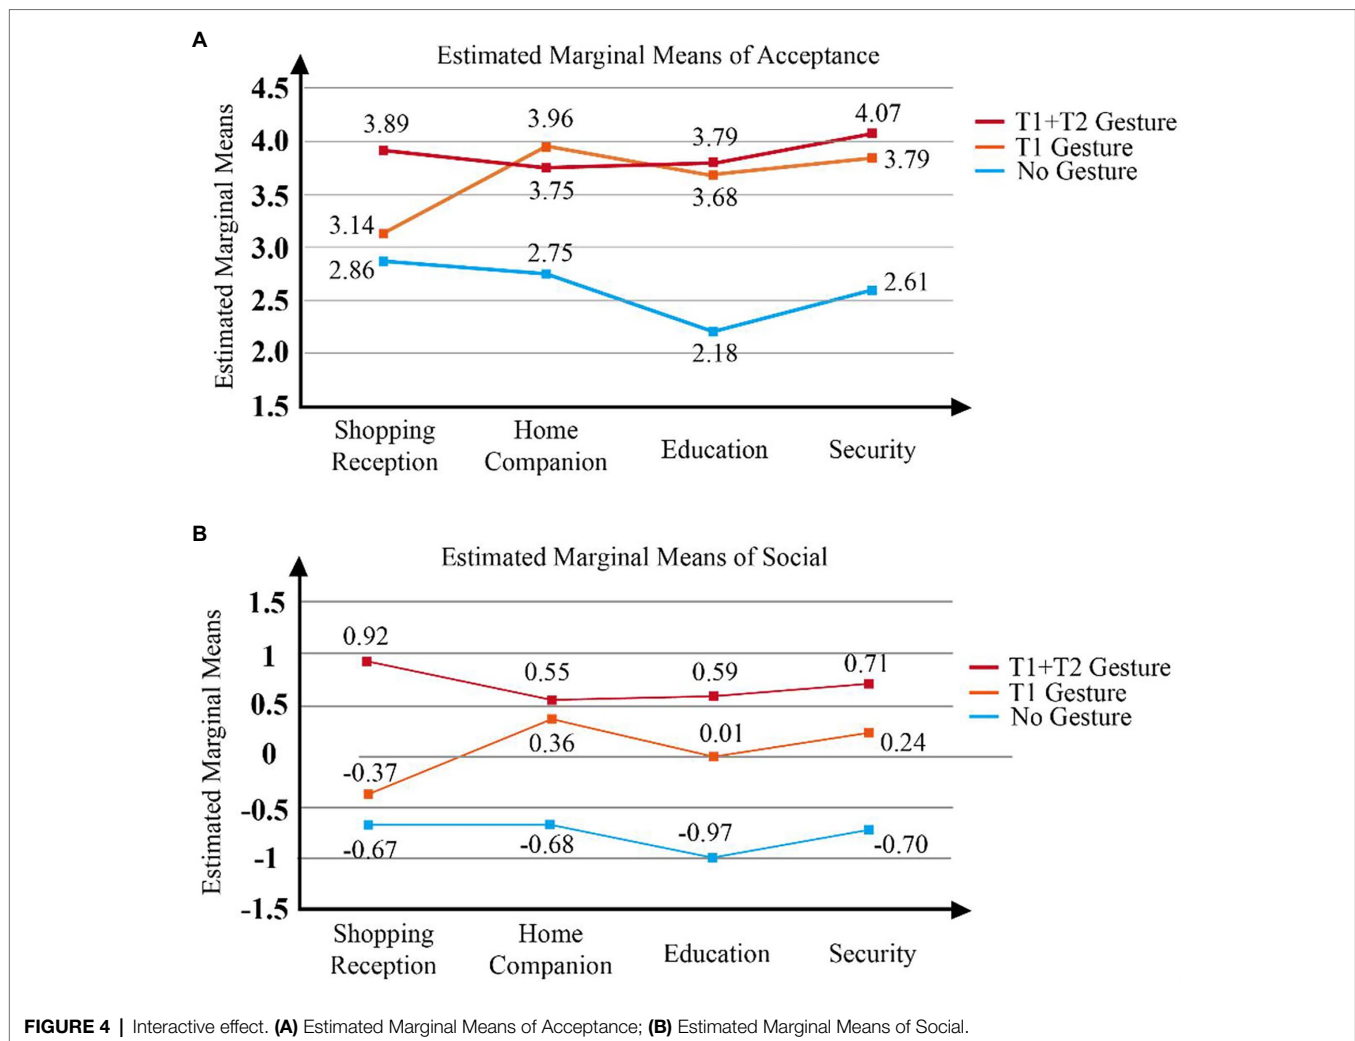 A
Estimated Marginal Means of Acceptance
Estimated Marginal Means
4.5
4.0
3.5
3.0
2.5
2.0
1.5
3.89
3.96
3.79
4.07
3.14
3.75
3.68
3.79
2.86
2.75
2.18
2.61
T1+T2 Gesture
T1 Gesture
No Gesture
Shopping
Reception
Home
Companion
Education
Security
B
Estimated Marginal Means of Social
Estimated Marginal Means
1.5
1
0.5
0
-0.5
-1
-1.5
0.92
0.55
0.59
0.71
-0.37
0.36
0.01
0.24
-0.67
-0.68
-0.97
-0.70
T1+T2 Gesture
T1 Gesture
No Gesture
Shopping
Reception
Home
Companion
Education
Security
FIGURE 4 | Interactive effect. (A) Estimated Marginal Means of Acceptance; (B) Estimated Marginal Means of Social.